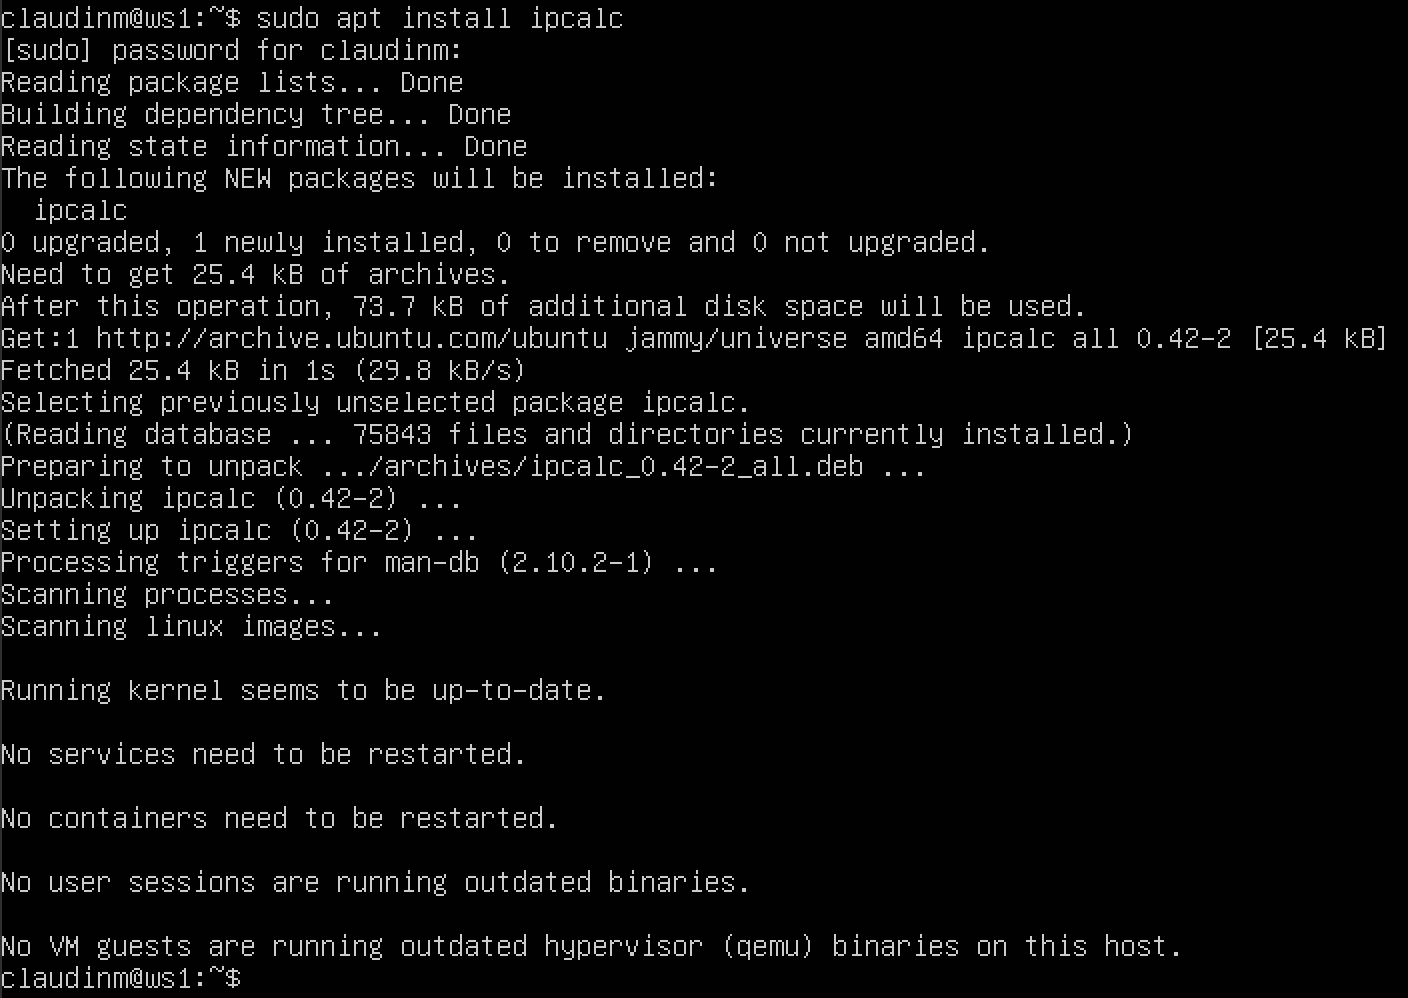 claudinm@ws1:~$ sudo apt install ipcalc
[sudo] password for claudinm:
Reading package lists... Done
Building dependency tree... Done
Reading state information... Done
The following NEW packages will be installed:
  ipcalc
0 upgraded, 1 newly installed, 0 to remove and 0 not upgraded.
Need to get 25.4 kB of archives.
After this operation, 73.7 kB of additional disk space will be used.
Get:1 http://archive.ubuntu.com/ubuntu jammy/universe amd64 ipcalc all 0.42-2 [25.4 kB]
Fetched 25.4 kB in 1s (29.8 kB/s)
Selecting previously unselected package ipcalc.
(Reading database ... 75843 files and directories currently installed.)
Preparing to unpack .../archives/ipcalc_0.42-2_all.deb ...
Unpacking ipcalc (0.42-2) ...
Setting up ipcalc (0.42-2) ...
Processing triggers for man-db (2.10.2-1) ...
Scanning processes...
Scanning linux images...

Running kernel seems to be up-to-date.

No services need to be restarted.

No containers need to be restarted.

No user sessions are running outdated binaries.

No VM guests are running outdated hypervisor (qemu) binaries on this host.
claudinm@ws1:~$